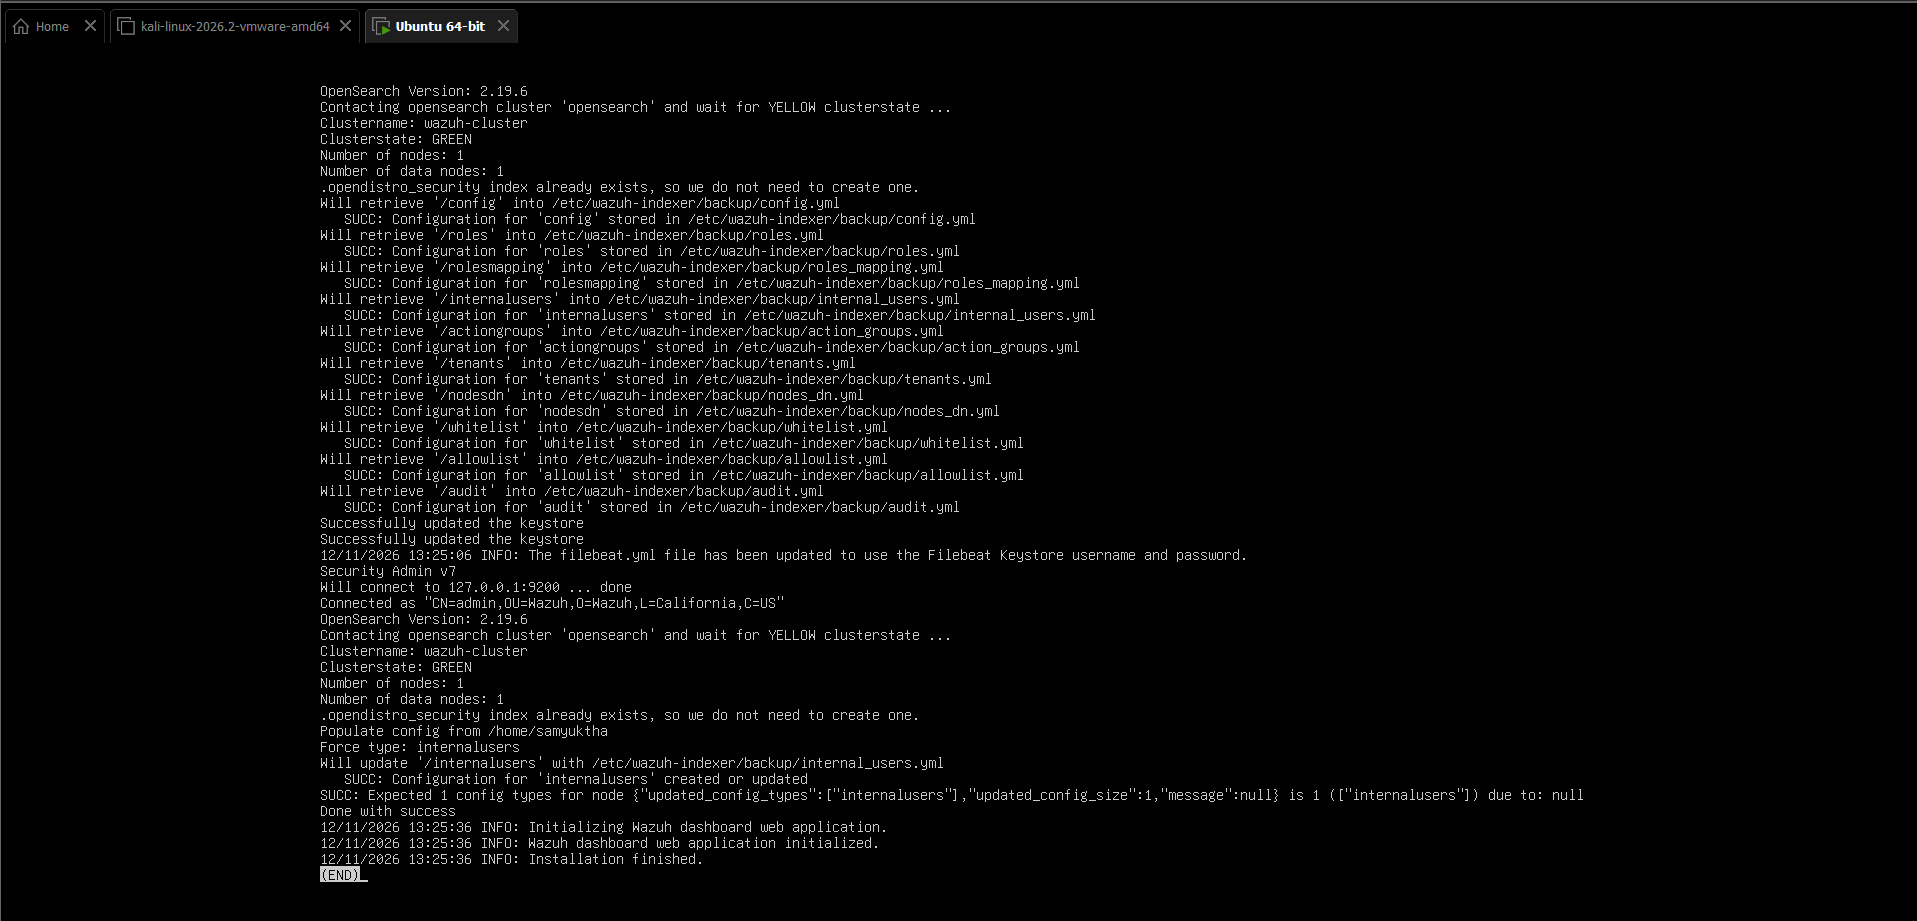 Home
kali-linux-2026.2-vmware-amd64
Ubuntu 64-bit
OpenSearch Version: 2.19.6
Contacting opensearch cluster 'opensearch' and wait for YELLOW clusterstate ...
Clustername: wazuh-cluster
Clusterstate: GREEN
Number of nodes: 1
Number of data nodes: 1
.opendistro_security index already exists, so we do not need to create one.
Will retrieve '/config' into /etc/wazuh-indexer/backup/config.yml
   SUCC: Configuration for 'config' stored in /etc/wazuh-indexer/backup/config.yml
Will retrieve '/roles' into /etc/wazuh-indexer/backup/roles.yml
   SUCC: Configuration for 'roles' stored in /etc/wazuh-indexer/backup/roles.yml
Will retrieve '/rolesmapping' into /etc/wazuh-indexer/backup/roles_mapping.yml
   SUCC: Configuration for 'rolesmapping' stored in /etc/wazuh-indexer/backup/roles_mapping.yml
Will retrieve '/internalusers' into /etc/wazuh-indexer/backup/internal_users.yml
   SUCC: Configuration for 'internalusers' stored in /etc/wazuh-indexer/backup/internal_users.yml
Will retrieve '/actiongroups' into /etc/wazuh-indexer/backup/action_groups.yml
   SUCC: Configuration for 'actiongroups' stored in /etc/wazuh-indexer/backup/action_groups.yml
Will retrieve '/tenants' into /etc/wazuh-indexer/backup/tenants.yml
   SUCC: Configuration for 'tenants' stored in /etc/wazuh-indexer/backup/tenants.yml
Will retrieve '/nodesdn' into /etc/wazuh-indexer/backup/nodes_dn.yml
   SUCC: Configuration for 'nodesdn' stored in /etc/wazuh-indexer/backup/nodes_dn.yml
Will retrieve '/whitelist' into /etc/wazuh-indexer/backup/whitelist.yml
   SUCC: Configuration for 'whitelist' stored in /etc/wazuh-indexer/backup/whitelist.yml
Will retrieve '/allowlist' into /etc/wazuh-indexer/backup/allowlist.yml
   SUCC: Configuration for 'allowlist' stored in /etc/wazuh-indexer/backup/allowlist.yml
Will retrieve '/audit' into /etc/wazuh-indexer/backup/audit.yml
   SUCC: Configuration for 'audit' stored in /etc/wazuh-indexer/backup/audit.yml
Successfully updated the keystore
Successfully updated the keystore
12/11/2026 13:25:06 INFO: The filebeat.yml file has been updated to use the Filebeat Keystore username and password.
Security Admin v7
Will connect to 127.0.0.1:9200 ... done
Connected as "CN=admin,OU=Wazuh,O=Wazuh,L=California,C=US"
OpenSearch Version: 2.19.6
Contacting opensearch cluster 'opensearch' and wait for YELLOW clusterstate ...
Clustername: wazuh-cluster
Clusterstate: GREEN
Number of nodes: 1
Number of data nodes: 1
.opendistro_security index already exists, so we do not need to create one.
Populate config from /home/samyuktha
Force type: internalusers
Will update '/internalusers' with /etc/wazuh-indexer/backup/internal_users.yml
   SUCC: Configuration for 'internalusers' created or updated
SUCC: Expected 1 config types for node {"updated_config_types":["internalusers"],"updated_config_size":1,"message":null} is 1 (["internalusers"]) due to: null
Done with success
12/11/2026 13:25:36 INFO: Initializing Wazuh dashboard web application.
12/11/2026 13:25:36 INFO: Wazuh dashboard web application initialized.
12/11/2026 13:25:36 INFO: Installation finished.
(END)